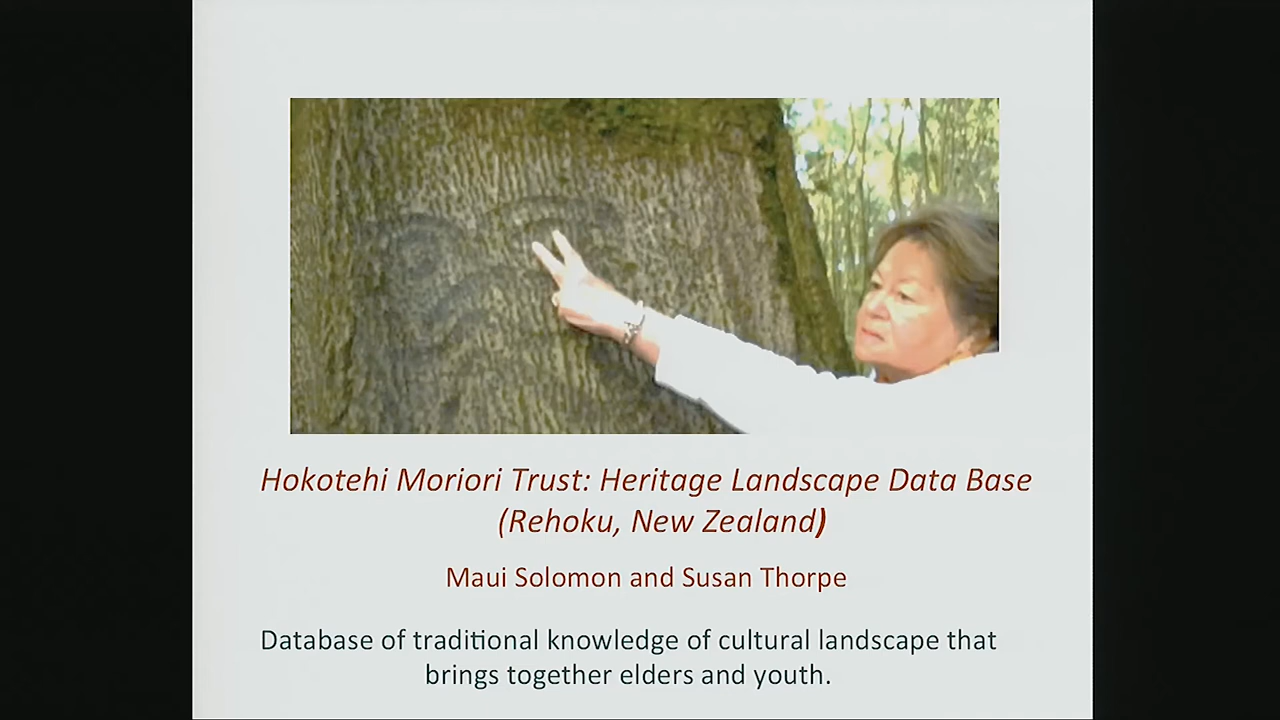 Hokotehi Moriori Trust: Heritage Landscape Data Base
(Rehoku, New Zealand)
Maui Solomon and Susan Thorpe
Database of traditional knowledge of cultural landscape that
brings together elders and youth.